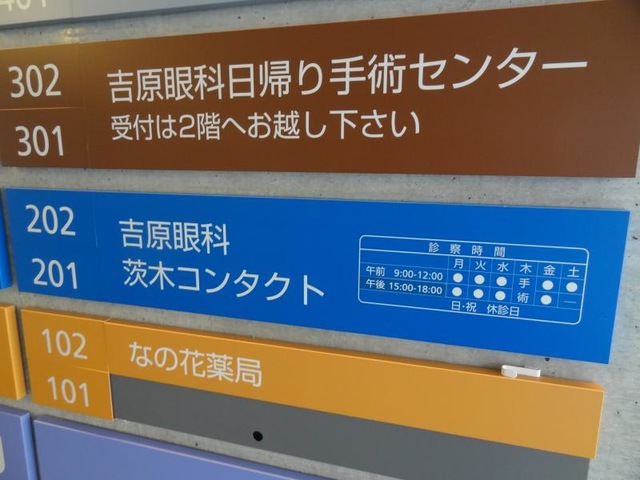 302 吉原眼科日帰り手術センター
301 受付は2階へお越し下さい
202 吉原眼科
201 茨木コンタクト
診察時間
月 火 水 木 金 土
午前 9:00-12:00 ● ● ● 手 ● ●
午後 15:00-18:00 ● ● ● 術 ● —
日・祝 休診日
102 なの花薬局
101